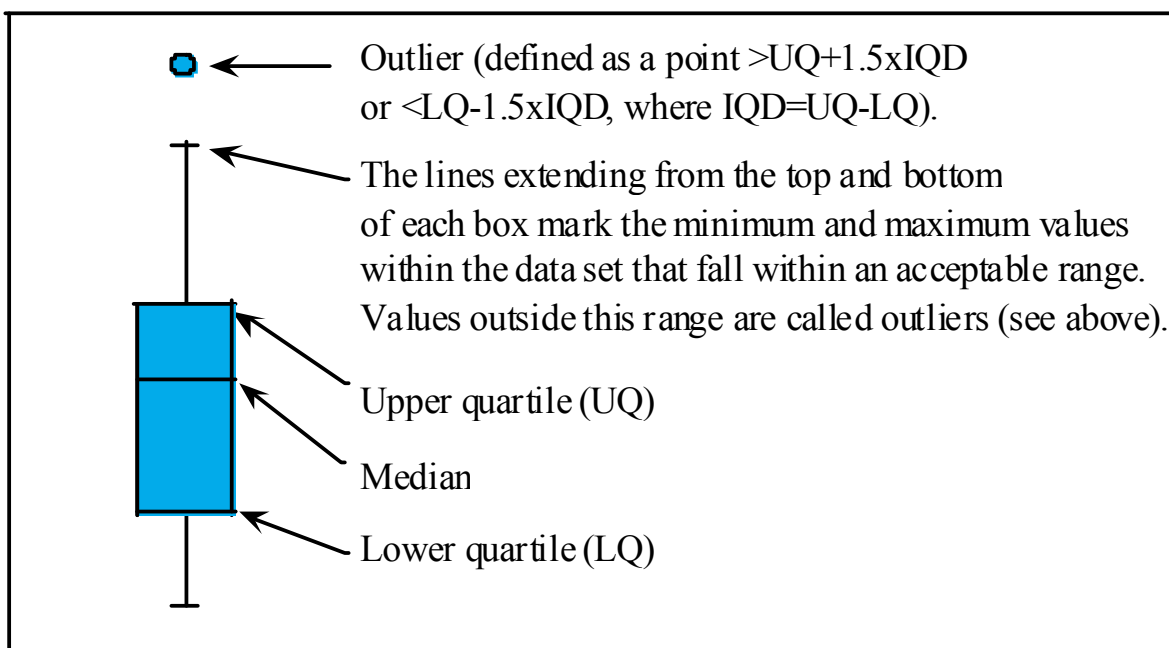 Outlier (defined as a point >UQ+1.5xIQD
or <LQ-1.5xIQD, where IQD=UQ-LQ).
The lines extending from the top and bottom
of each box mark the minimum and maximum values
within the data set that fall within an acceptable range.
Values outside this range are called outliers (see above).
Upper quartile (UQ)
Median
Lower quartile (LQ)